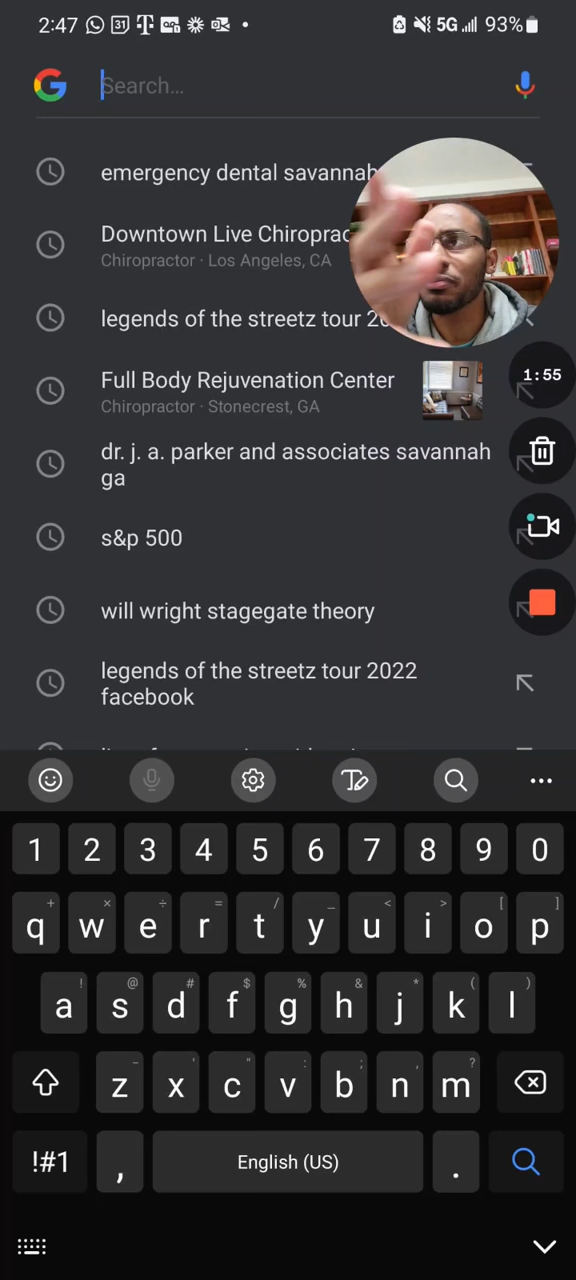 2:47
31
5G
93%
Search...
emergency dental savannah
Downtown Live
Chiropractor · Los Angeles, CA
legends of the streetz tour
Full Body Rejuvenation Center
Chiropractor · Stonecrest, GA
1:55
dr. j. a. parker and associates savannah
ga
s&p 500
will wright stagegate theory
legends of the streetz tour 2022
facebook
1 2 3 4 5 6 7 8 9 0
+ × ÷ = / _ < > [ ]
q w e r t y u i o p
! @ # $ % & * ( )
a s d f g h j k l
- ' " : ; , ?
z x c v b n m
!#1 , English (US) .